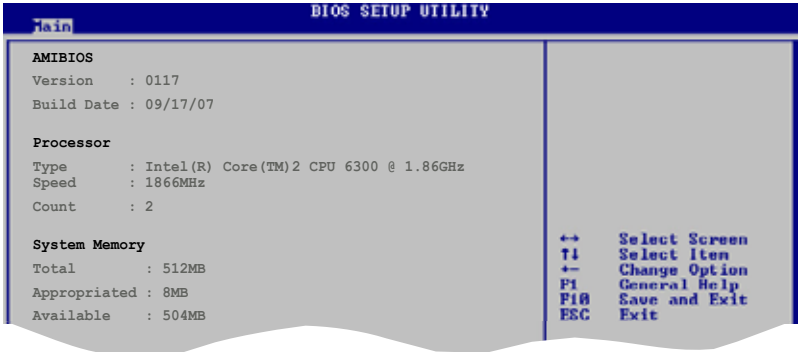 BIOS SETUP UTILITY
Main
AMIBIOS
Version : 0117
Build Date : 09/17/07
Processor
Type : Intel(R) Core(TM)2 CPU 6300 @ 1.86GHz
Speed : 1866MHz
Count : 2
System Memory
Total : 512MB
Appropriated : 8MB
Available : 504MB
←→ Select Screen
↑↓ Select Item
+- Change Option
F1 General Help
F10 Save and Exit
ESC Exit